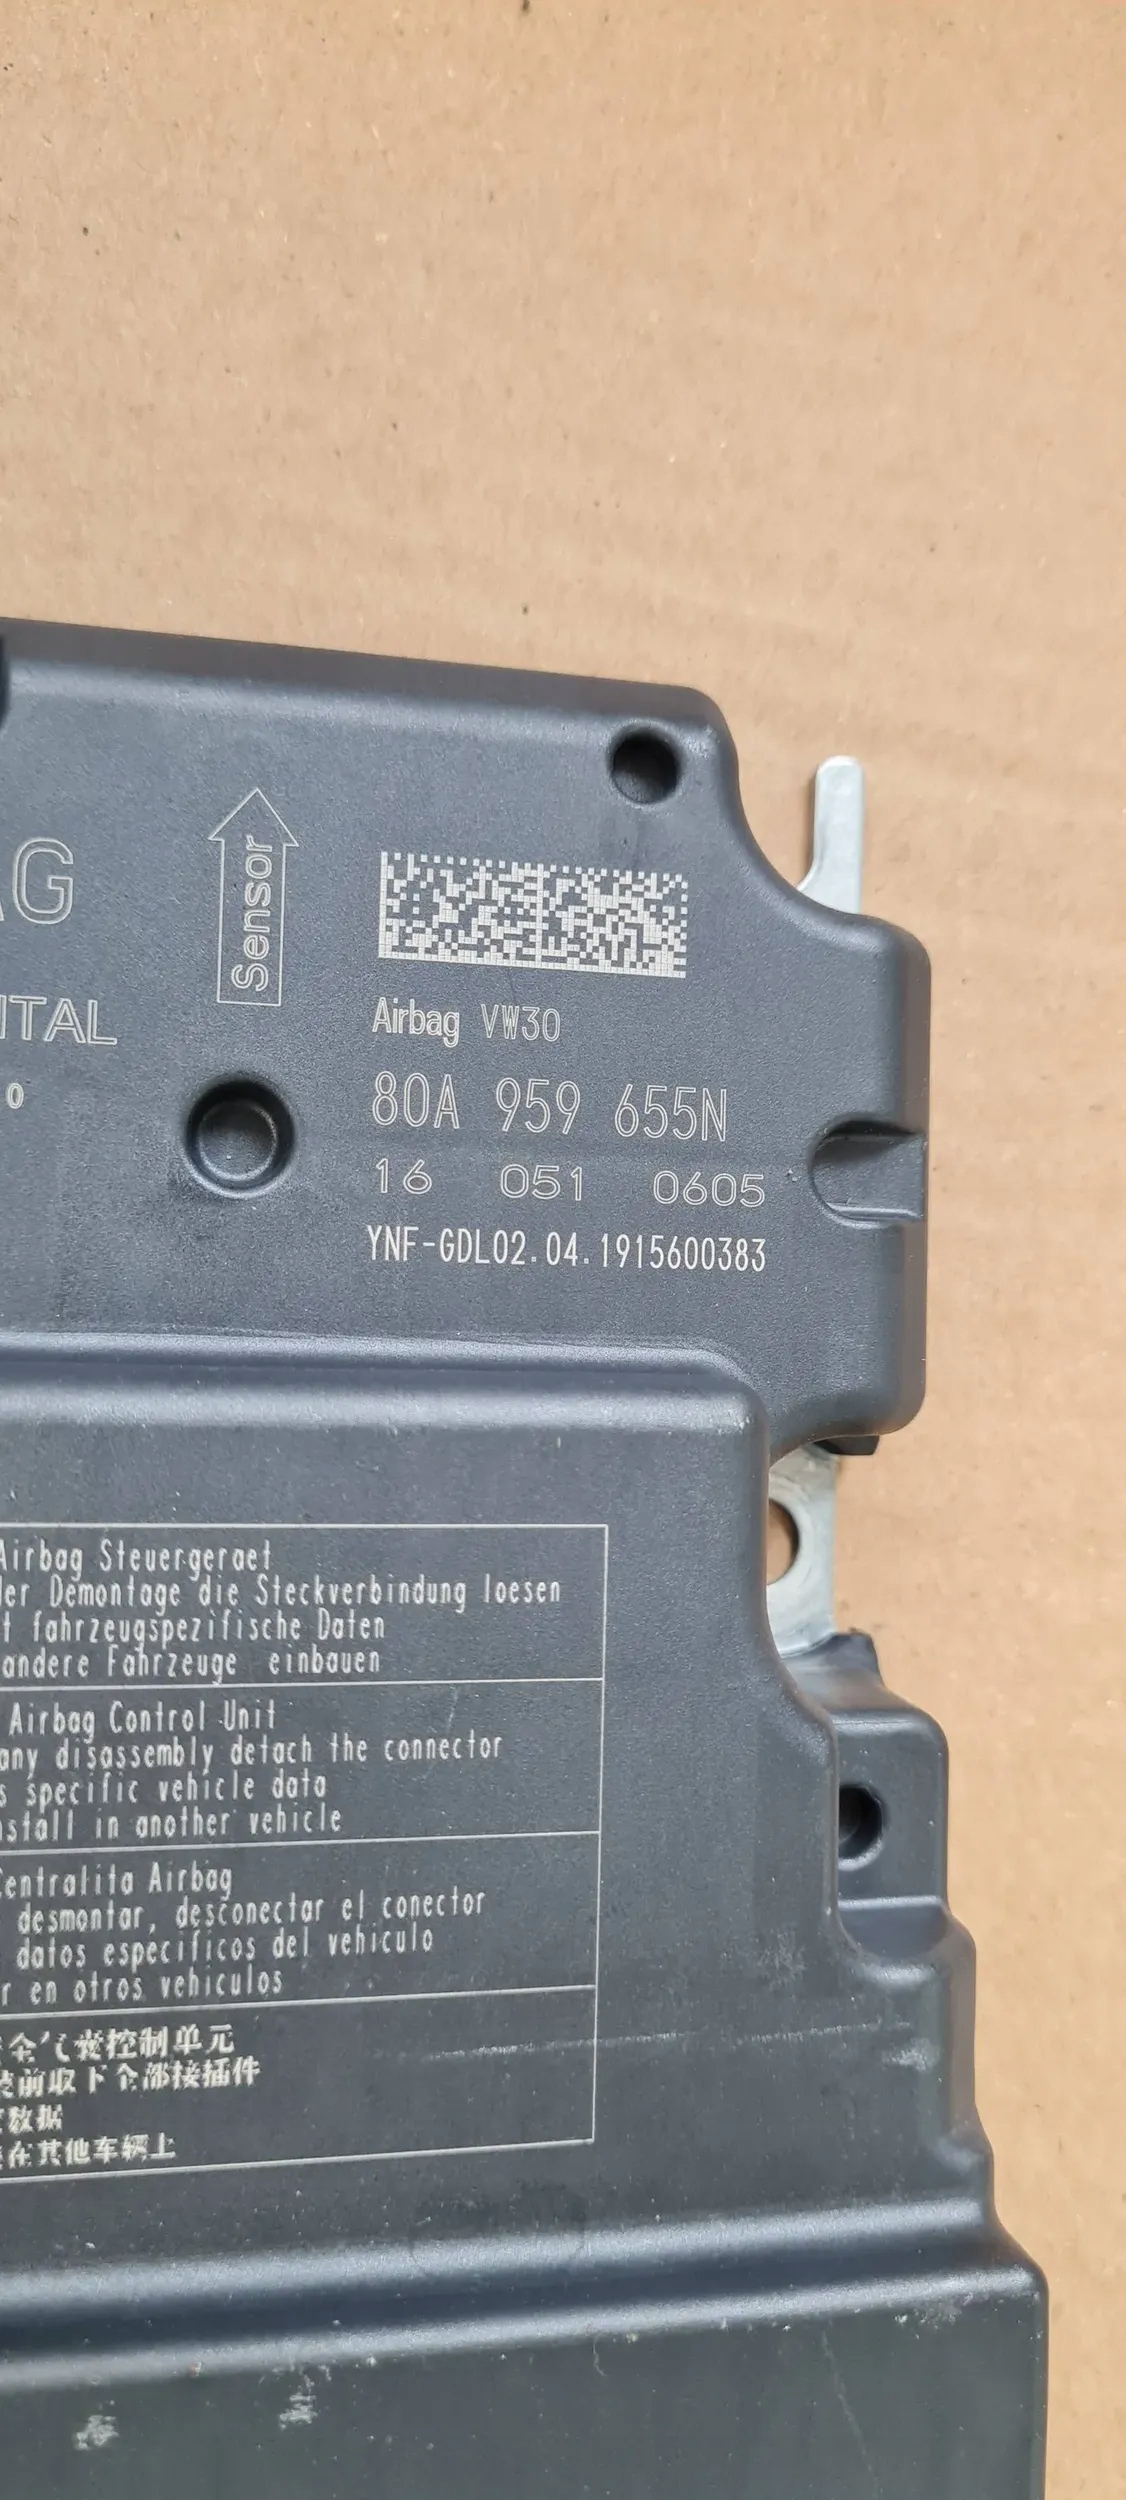 AG
Sensor
ITAL
0
Airbag VW30
80A 959 655N
16 051 0605
YNF-GDL02.04.1915600383
Airbag Steuergeraet
der Demontage die Steckverbindung loesen
t fahrzeugspezifische Daten
andere Fahrzeuge einbauen
Airbag Control Unit
any disassembly detach the connector
s specific vehicle data
nstall in another vehicle
Centralita Airbag
desmontar, desconectar el conector
datos especificos del vehiculo
r en otros vehiculos
全气囊控制单元
装前取下全部接插件
数据
在其他车辆上